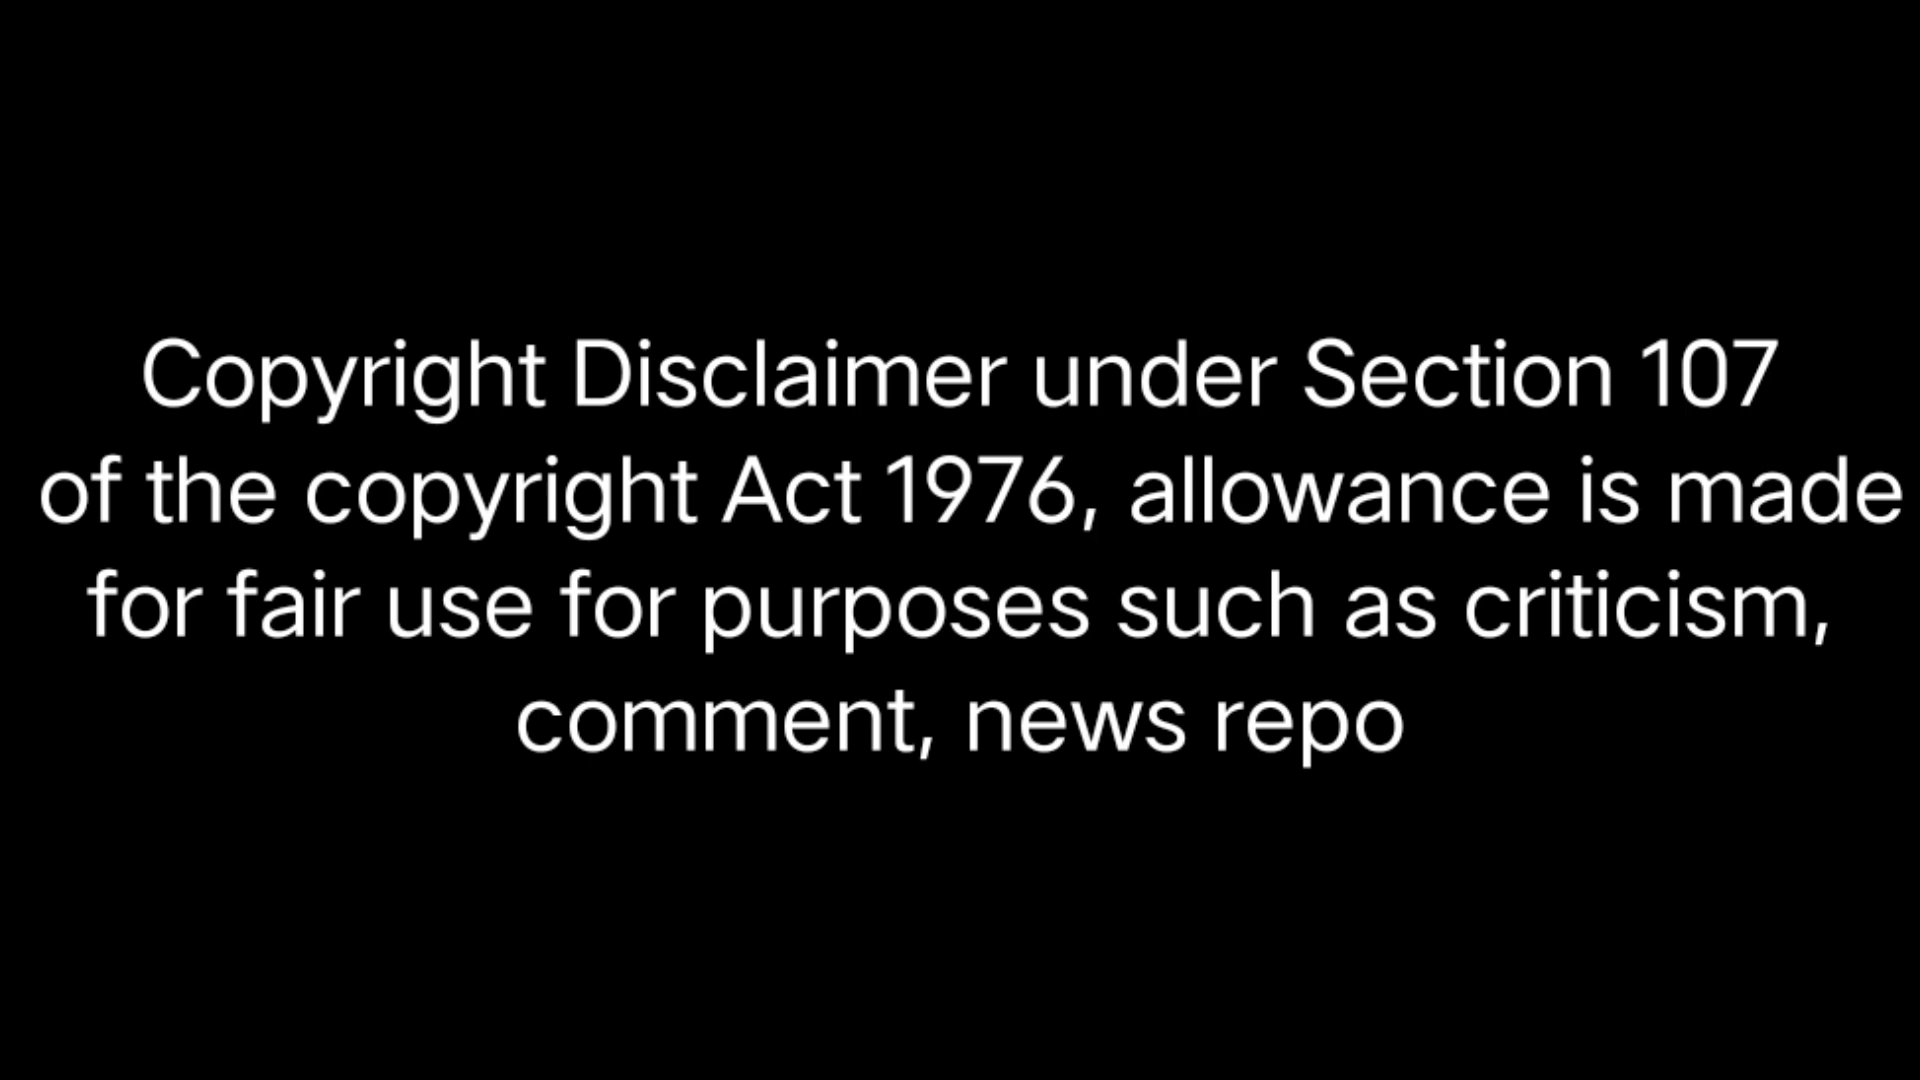 Copyright Disclaimer under Section 107
of the copyright Act 1976, allowance is made
for fair use for purposes such as criticism,
comment, news repo